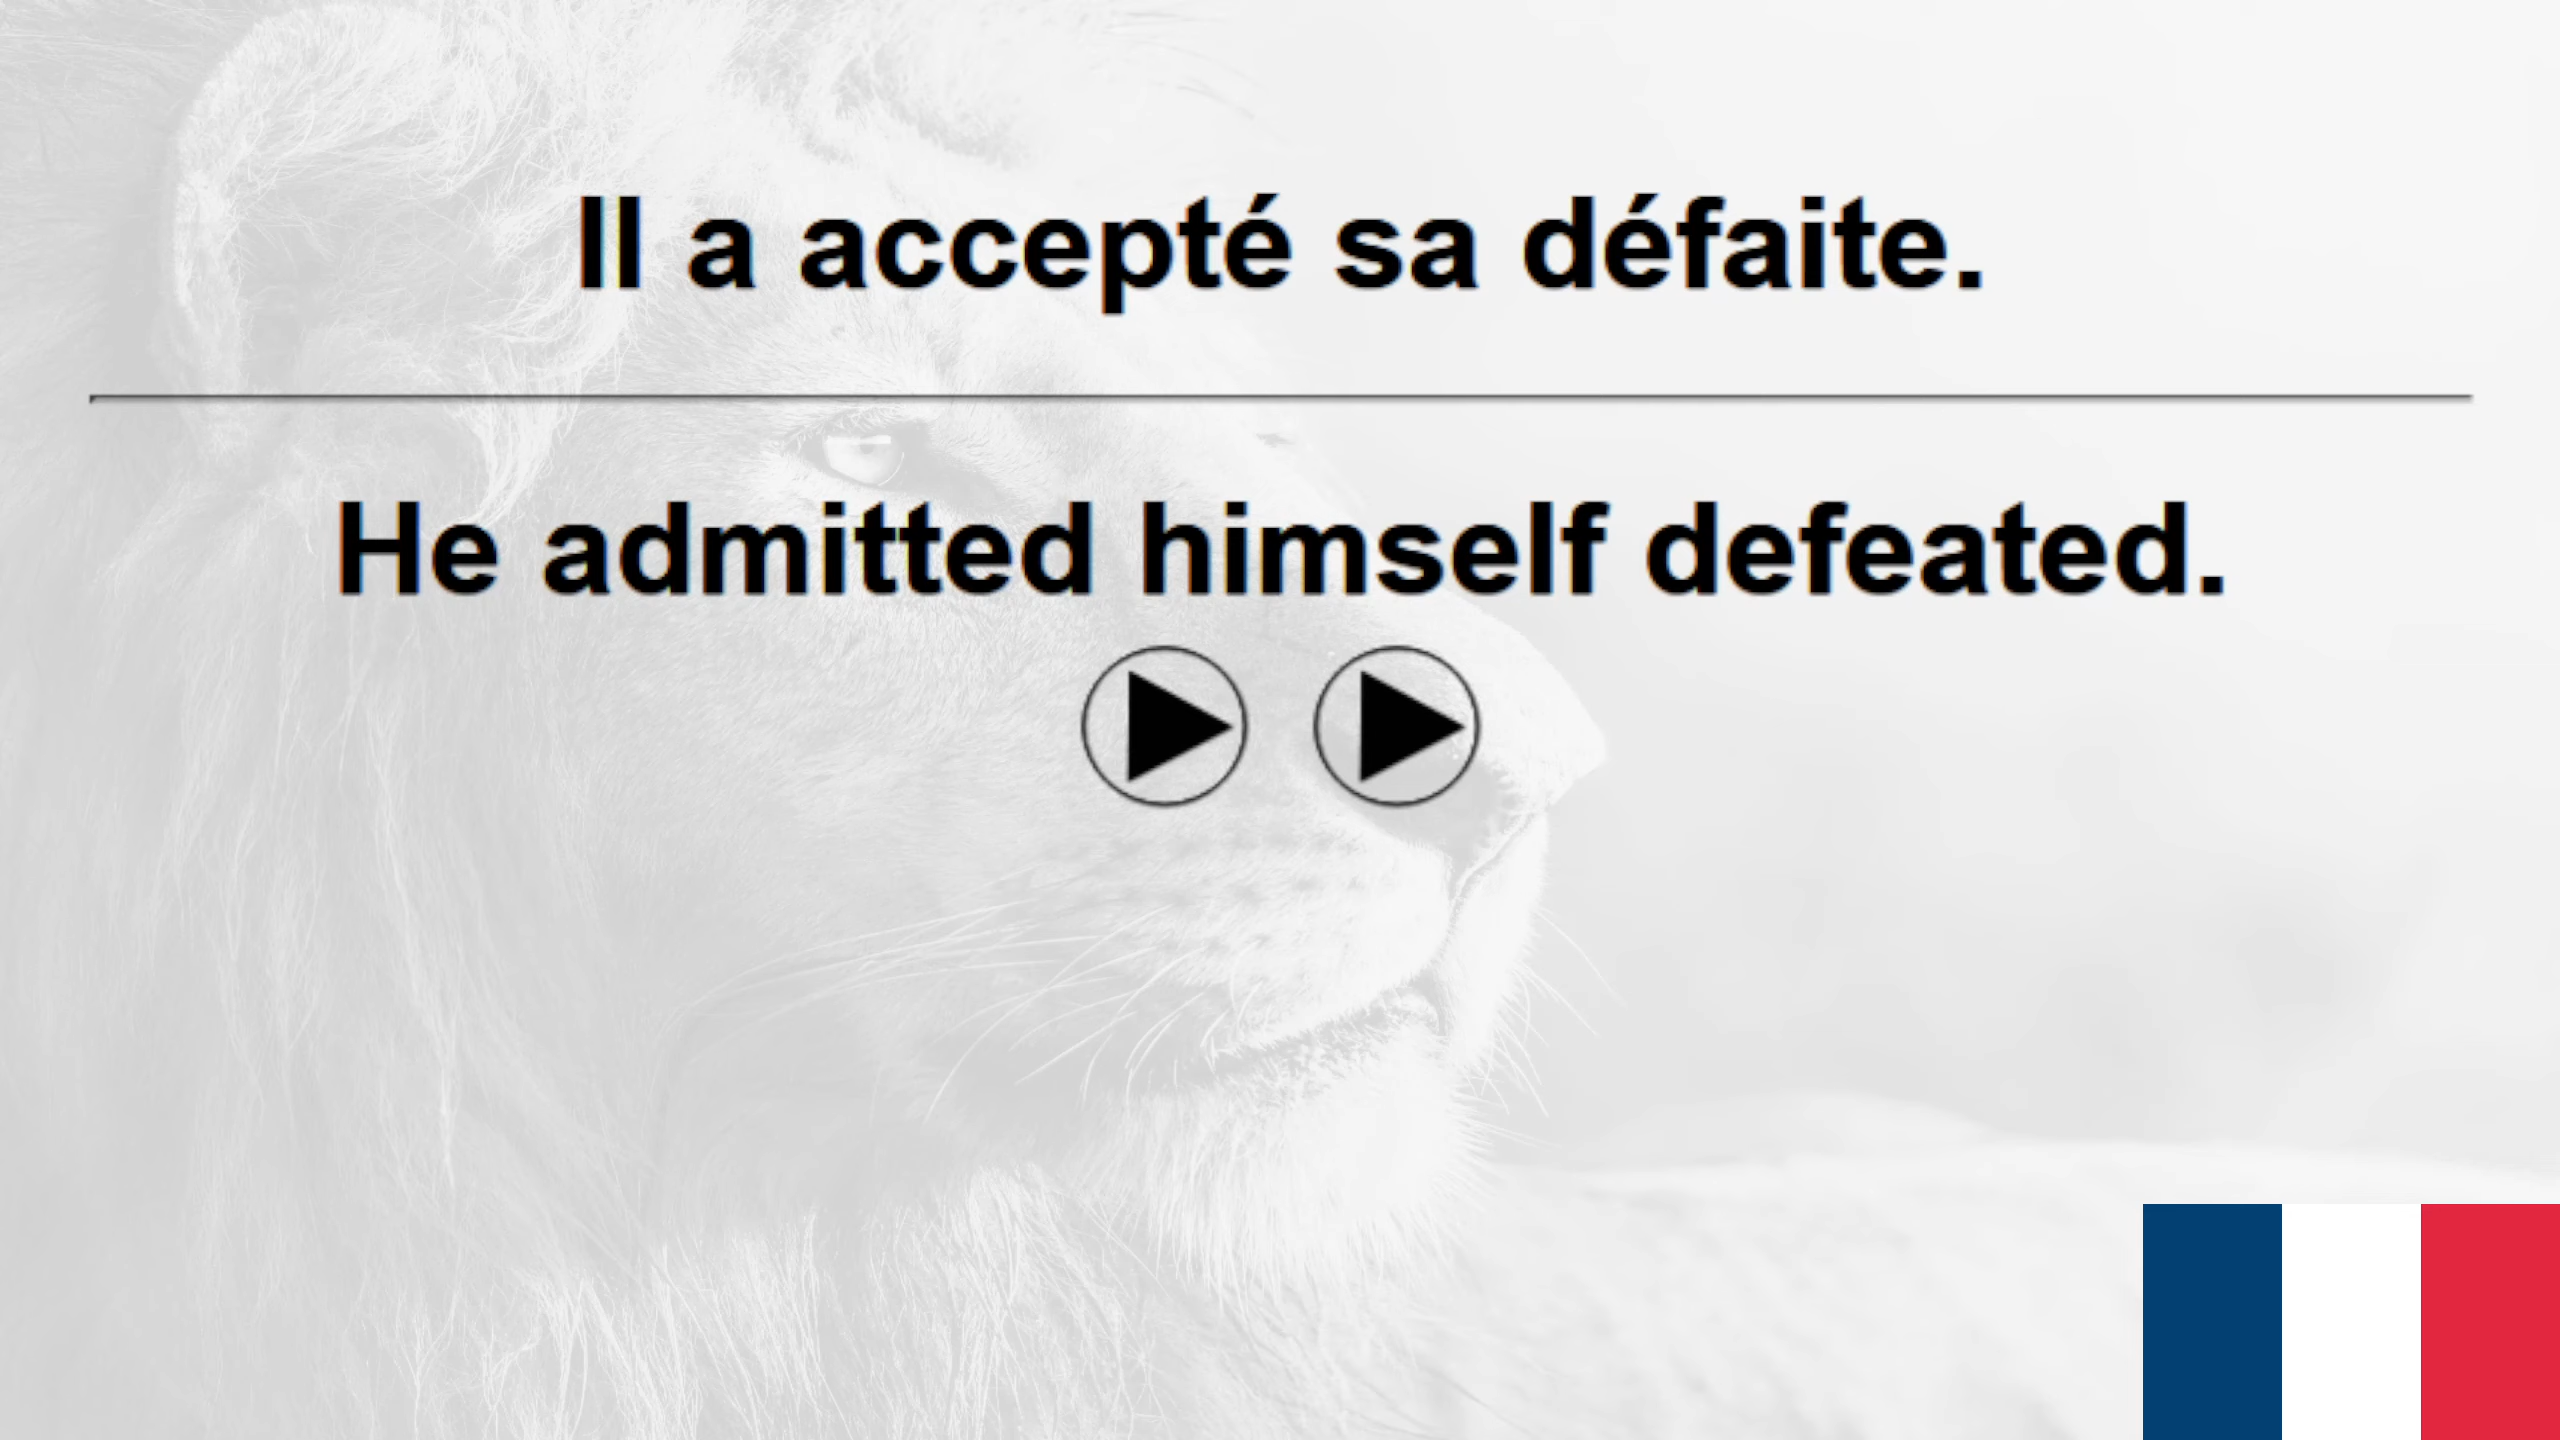 Il a accepté sa défaite.
He admitted himself defeated.